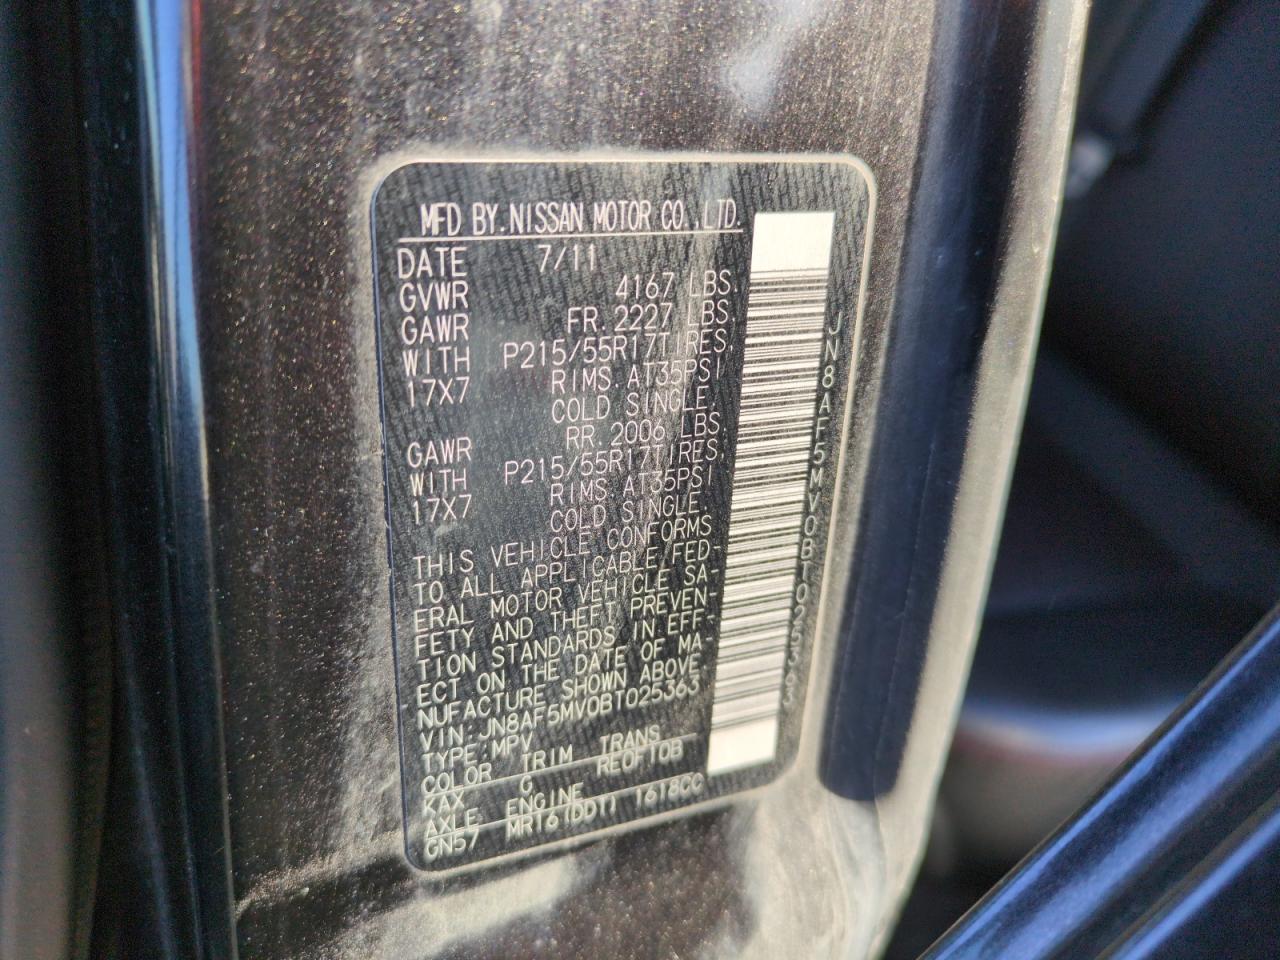 MFD BY.NISSAN MOTOR CO.,LTD.
DATE 7/11
GVWR 4167 LBS.
GAWR FR.2227 LBS.
WITH P215/55R17TIRES.
17X7 RIMS.AT35PSI
COLD SINGLE.
GAWR RR.2006 LBS.
WITH P215/55R17TIRES.
17X7 RIMS.AT35PSI
COLD SINGLE.
THIS VEHICLE CONFORMS
TO ALL APPLICABLE FED-
ERAL MOTOR VEHICLE SA-
FETY AND THEFT PREVEN-
TION STANDARDS IN EFF-
ECT ON THE DATE OF MA-
NUFACTURE SHOWN ABOVE.
VIN:JN8AF5MV0BT025363
TYPE:MPV
COLOR TRIM TRANS
KAX G RE0F10B
AXLE ENGINE
GN57 MR16(DDT) 1618CC
JN8AF5MV0BT025363